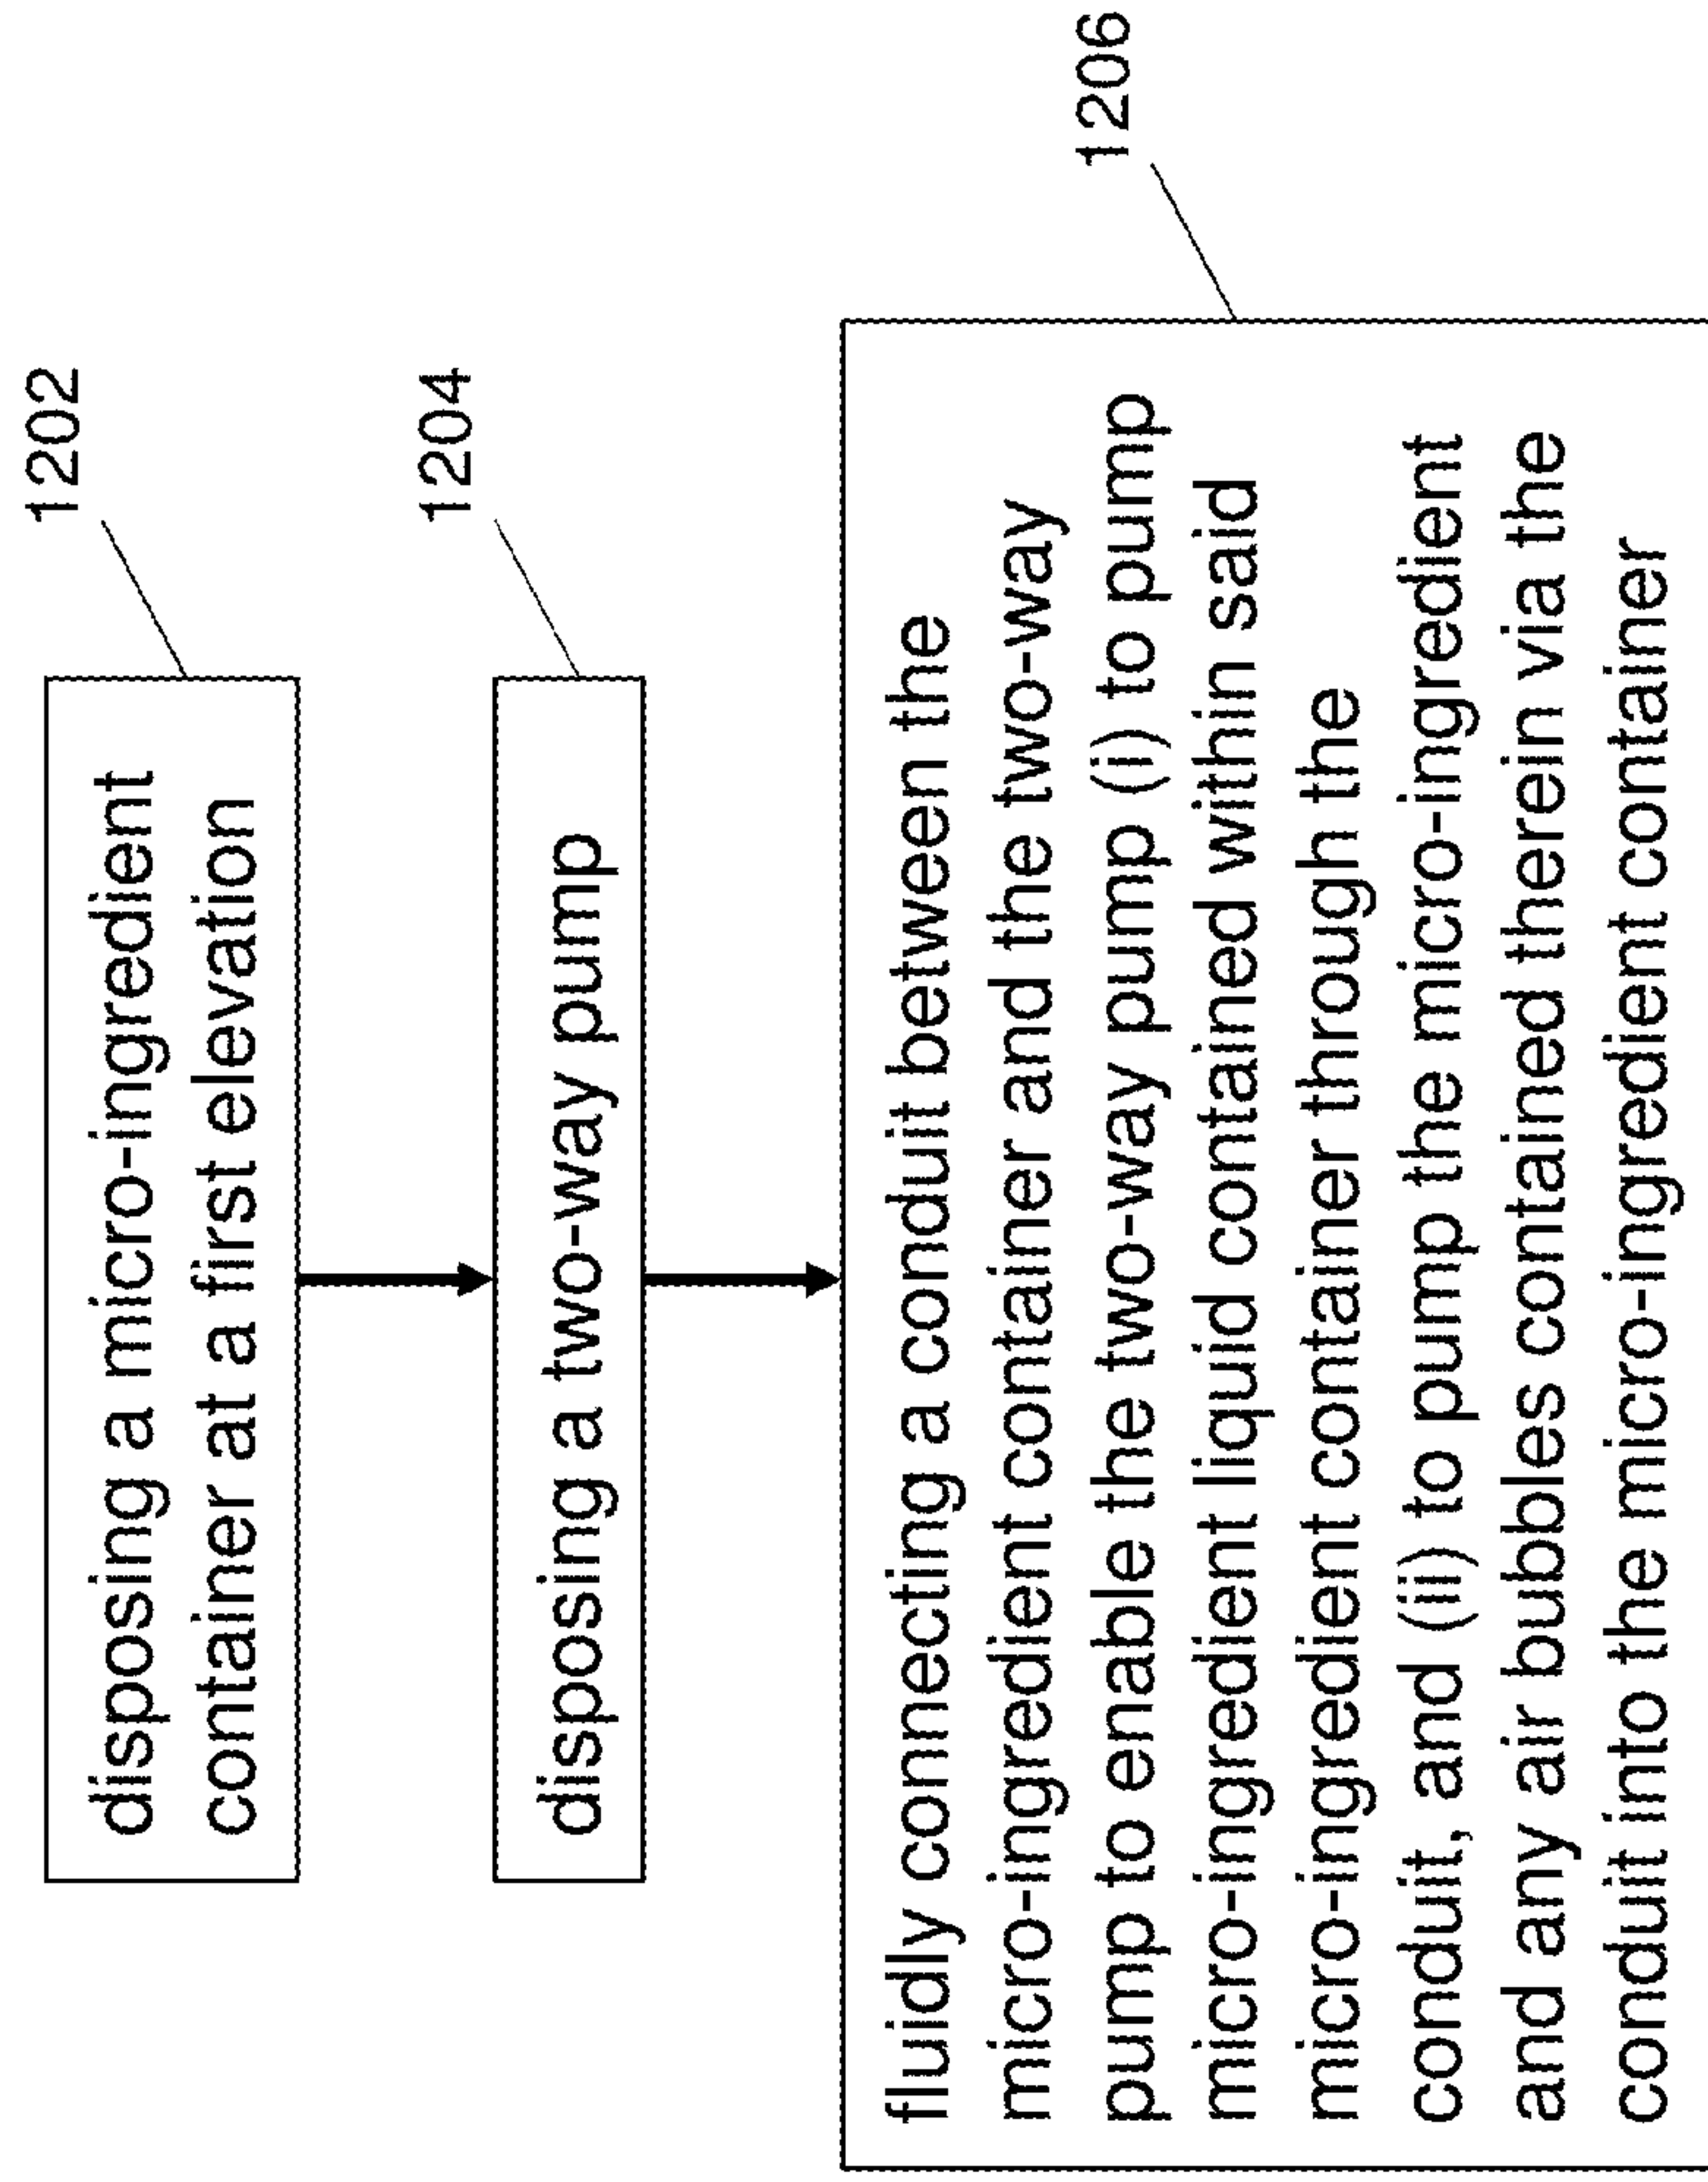 1202
disposing a micro-ingredient
container at a first elevation
1204
disposing a two-way pump
1206
fluidly connecting a conduit between the
micro-ingredient container and the two-way
pump to enable the two-way pump (i) to pump
micro-ingredient liquid contained within said
micro-ingredient container through the
conduit, and (ii) to pump the micro-ingredient
and any air bubbles contained therein via the
conduit into the micro-ingredient container